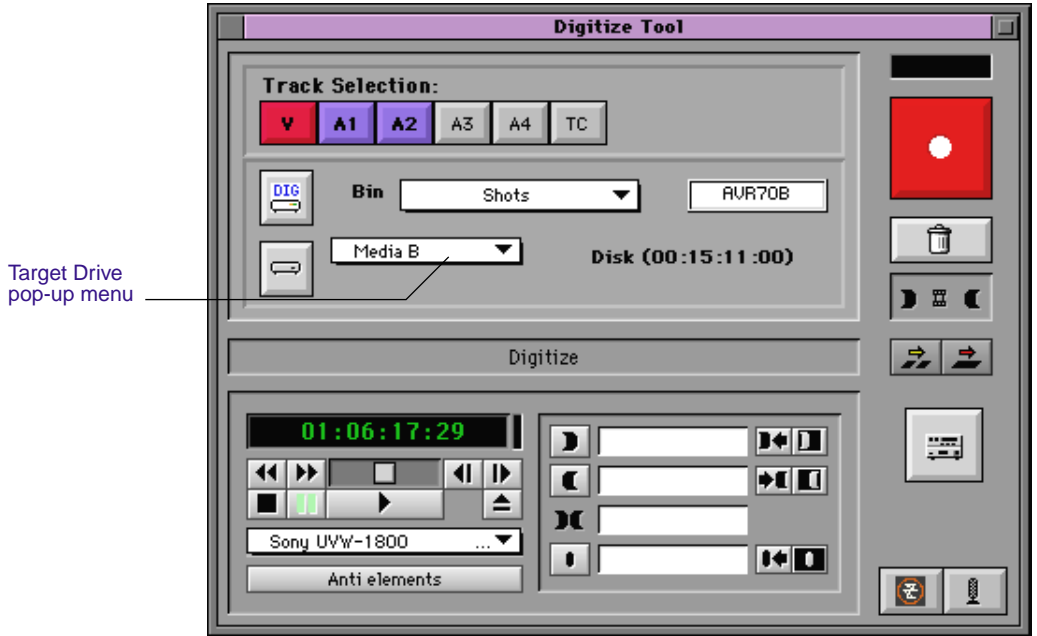 Digitize Tool
Track Selection:
V A1 A2 A3 A4 TC
DIG Bin Shots AVR70B
Media B Disk (00:15:11:00)
Target Drive
pop-up menu
Digitize
01:06:17:29
Sony UVW-1800 ...
Anti elements